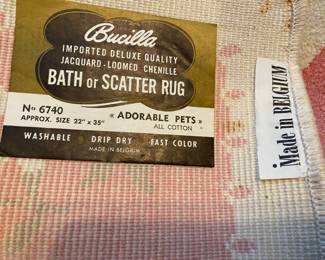 Bucilla
IMPORTED DELUXE QUALITY
JACQUARD-LOOMED CHENILLE
BATH or SCATTER RUG
No 6740 « ADORABLE PETS »
APPROX. SIZE 22" x 35" ALL COTTON
WASHABLE DRIP DRY FAST COLOR
MADE IN BELGIUM
Made in BELGIUM